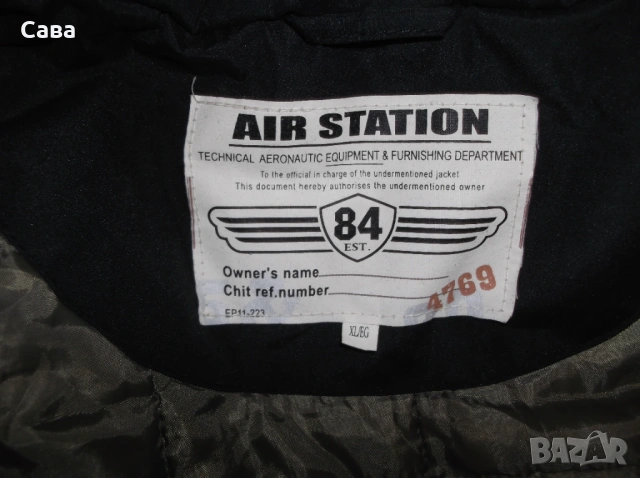 Сава
AIR STATION
TECHNICAL AERONAUTIC EQUIPMENT & FURNISHING DEPARTMENT
To the official in charge of the undermentioned jacket
This document hereby authorises the undermentioned owner
84
EST.
Owner's name
Chit ref.number
4769
EP11-223
XL/EG
BAZAR